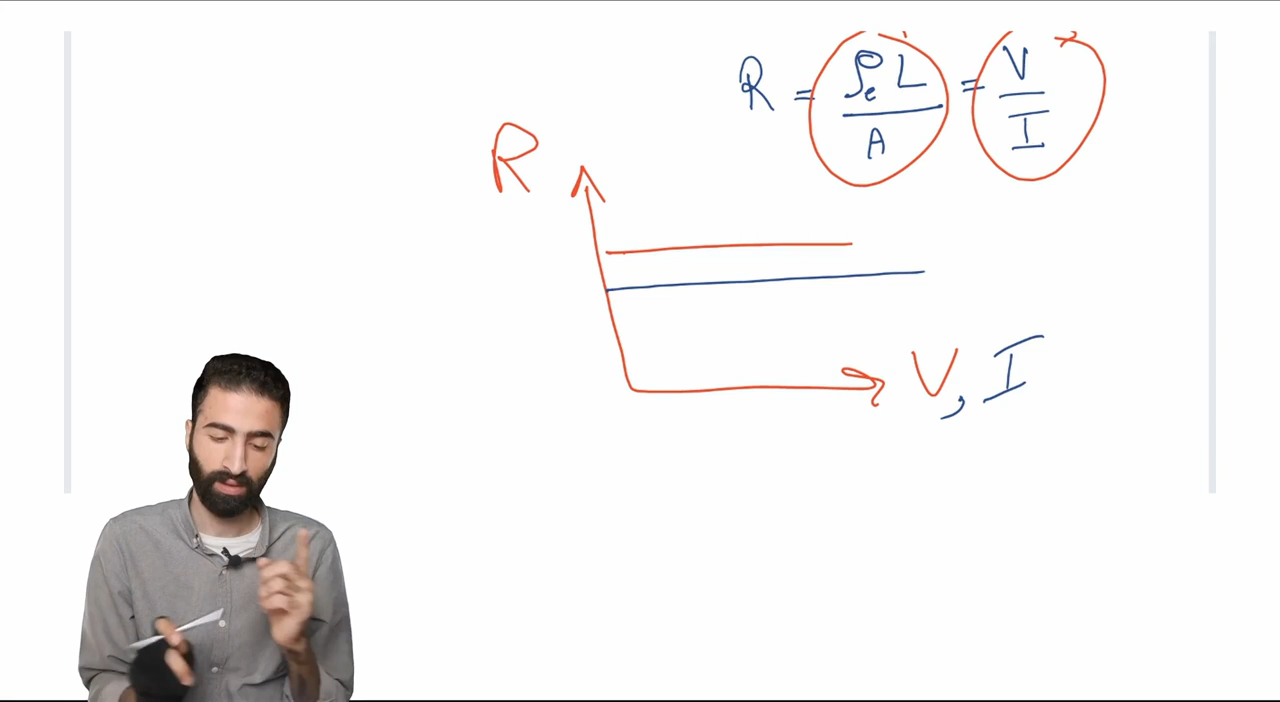 R = ρₑ L / A = V / I
R
V, I